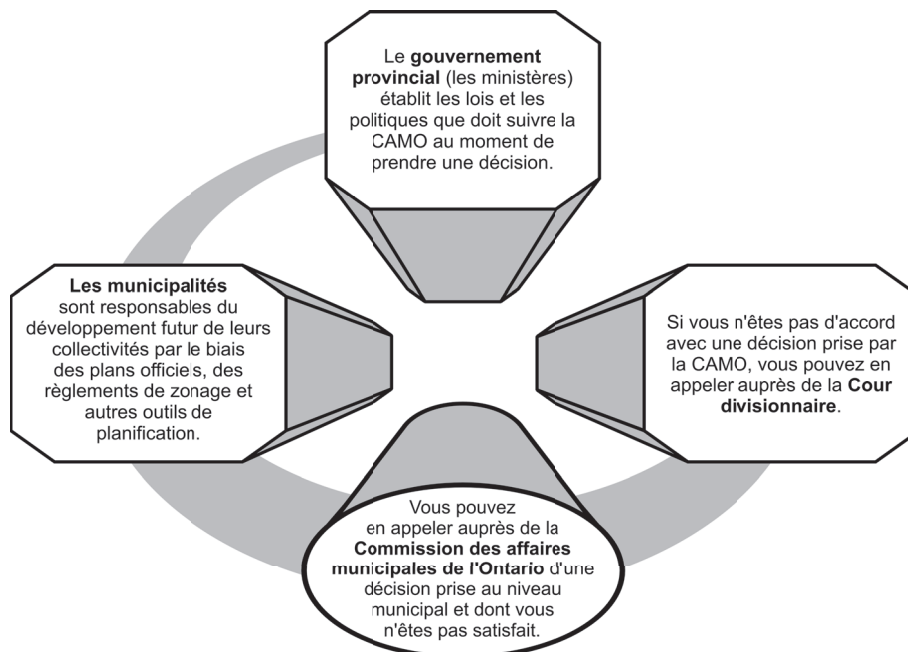 Le gouvernement
provincial (les ministères)
établit les lois et les
politiques que doit suivre la
CAMO au moment de
prendre une décision.
Les municipalités
sont responsables du
développement futur de leurs
collectivités par le biais
des plans officiels, des
règlements de zonage et
autres outils de
planification.
Si vous n'êtes pas d'accord
avec une décision prise par
la CAMO, vous pouvez en
appeler auprès de la Cour
divisionnaire.
Vous pouvez
en appeler auprès de la
Commission des affaires
municipales de l'Ontario d'une
décision prise au niveau
municipal et dont vous
n'êtes pas satisfait.